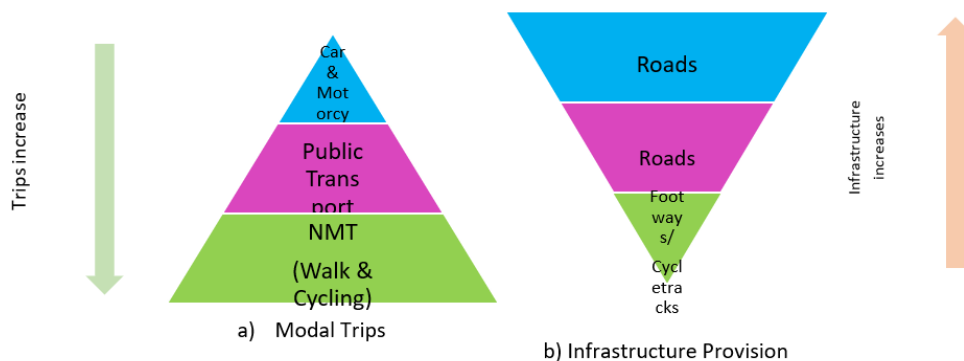 Trips increase
Car
&
Mot
orcy
Public
Trans
port
NMT
(Walk &
Cycling)
a) Modal Trips
Roads
Roads
Foot
way
s/
Cycl
etra
cks
b) Infrastructure Provision
Infrastructure
increases